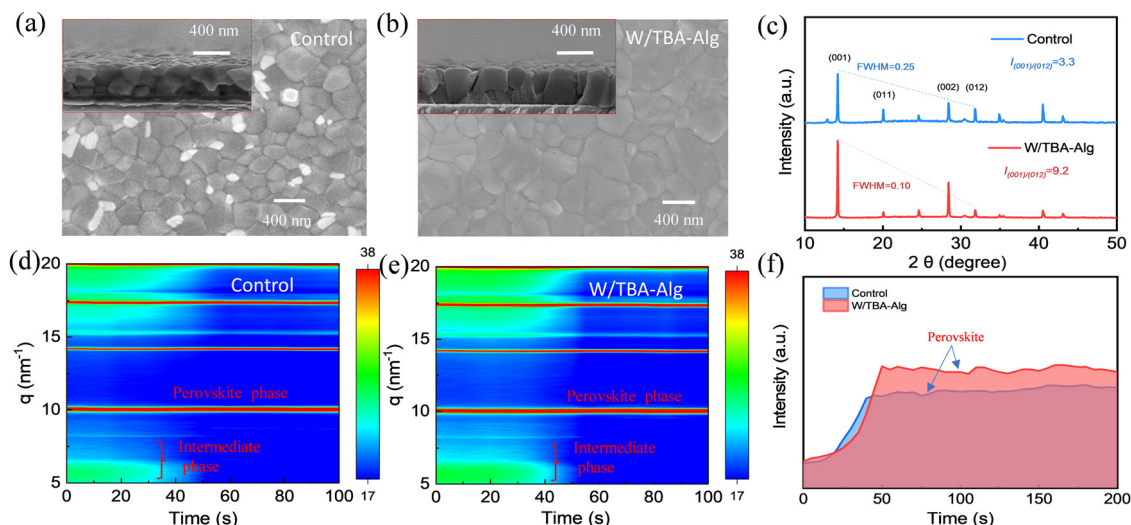 (a)
400 nm
Control
400 nm
(b)
400 nm
W/TBA-Alg
400 nm
(c)
Intensity (a.u.)
Control
I(001)/(012)=3.3
(001)
FWHM=0.25
(011)
(002)
(012)
W/TBA-Alg
I(001)/(012)=9.2
FWHM=0.10
10 20 30 40 50
2 θ (degree)
(d)
q (nm-1)
20
15
10
5
Control
Perovskite phase
Intermediate
phase
0 20 40 60 80 100
Time (s)
38
17
(e)
q (nm-1)
20
15
10
5
W/TBA-Alg
Perovskite phase
Intermediate
phase
0 20 40 60 80 100
Time (s)
38
17
(f)
Intensity (a.u.)
Control
W/TBA-Alg
Perovskite
0 50 100 150 200
Time (s)